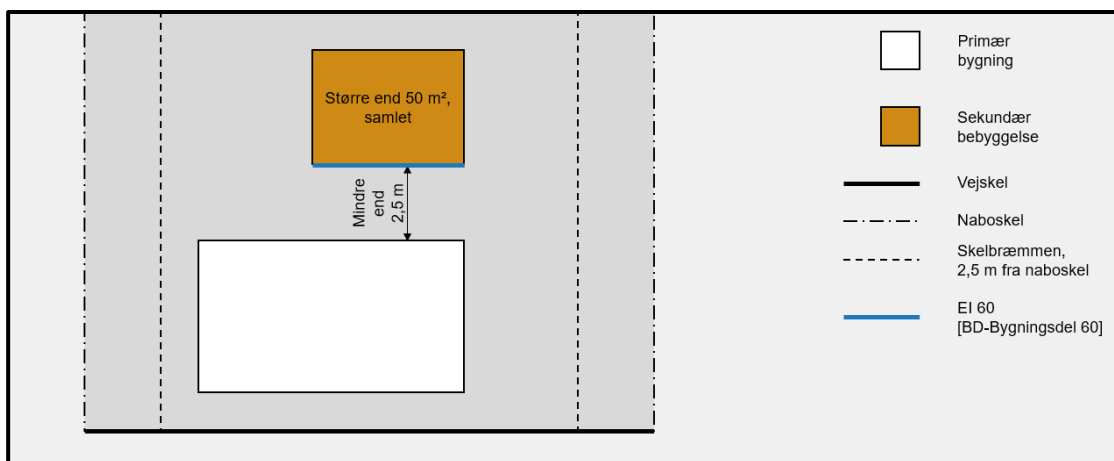 Større end 50 m²,
samlet
Mindre
end
2,5 m
Primær
bygning
Sekundær
bebyggelse
Vejskel
Naboskel
Skelbræmmen,
2,5 m fra naboskel
EI 60
[BD-Bygningsdel 60]